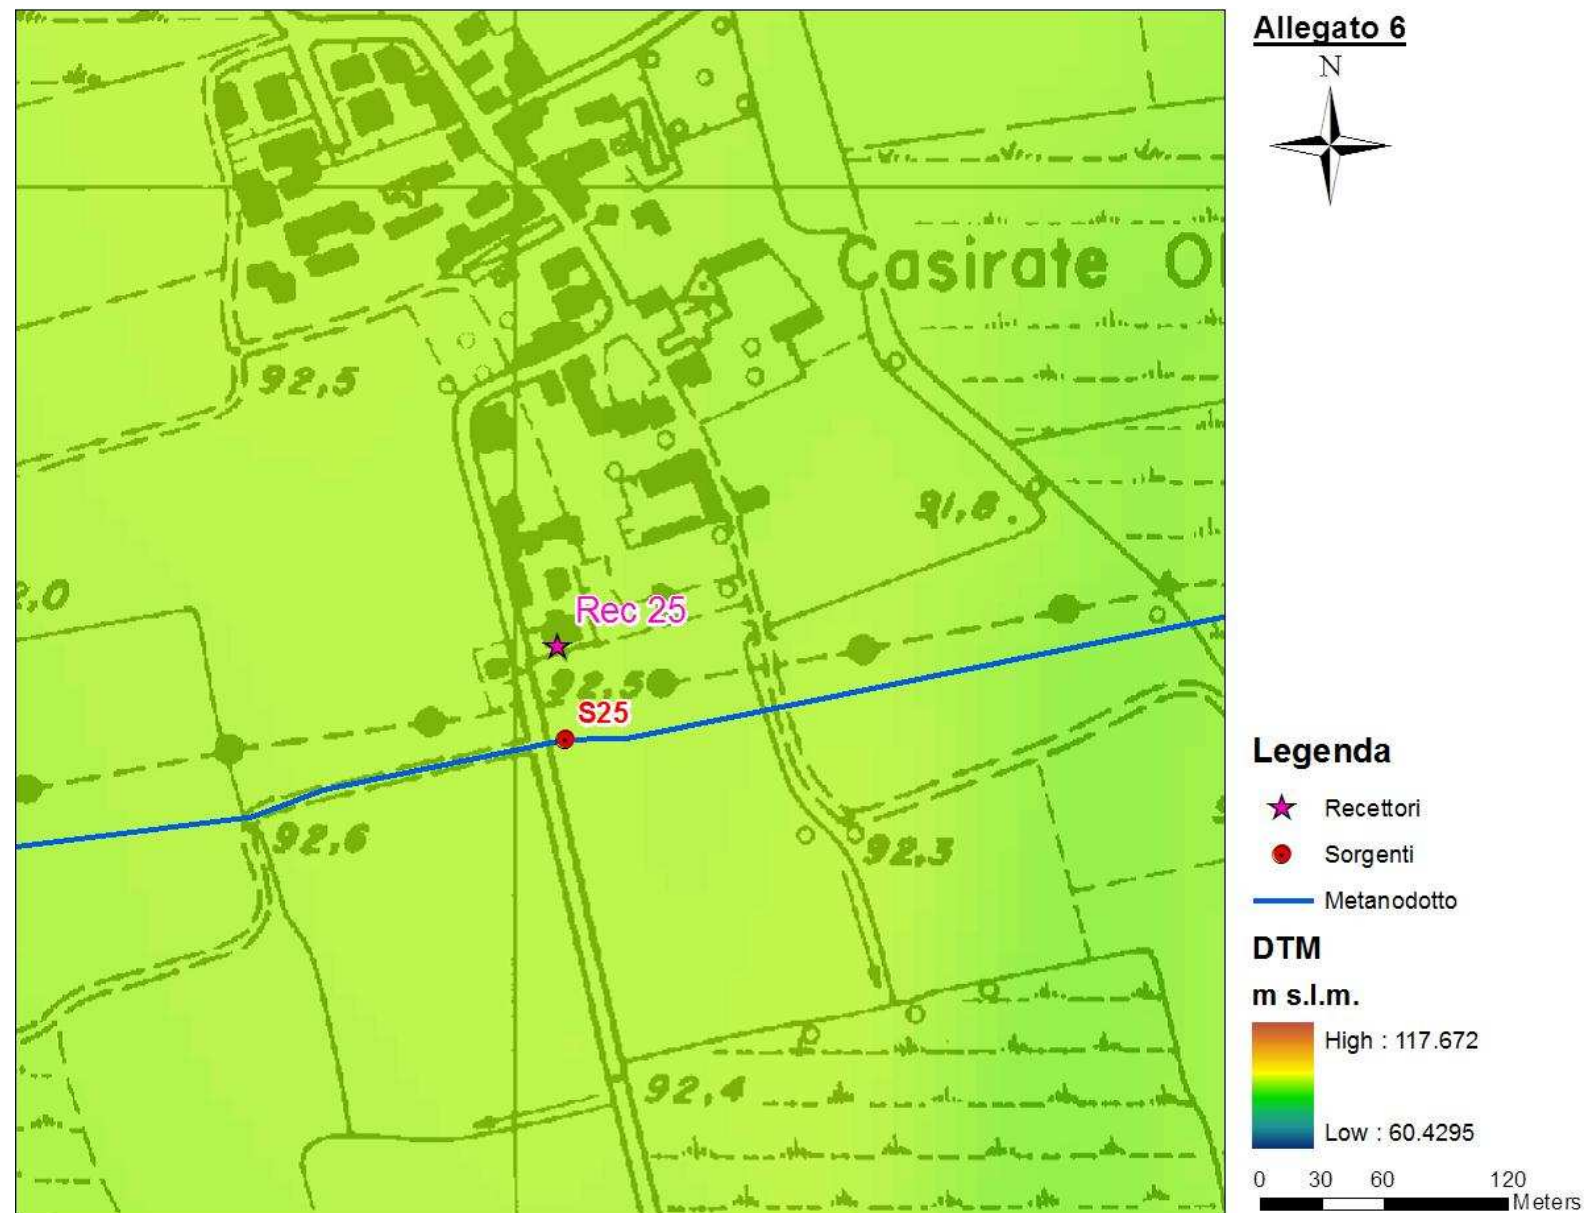 Allegato 6
N
Casirate Ol
92,5
91,8
2,0
Rec 25
92,5
S25
92,6
92,3
92,4
Legenda
Recettori
Sorgenti
Metanodotto
DTM
m s.l.m.
High : 117.672
Low : 60.4295
0 30 60 120
Meters